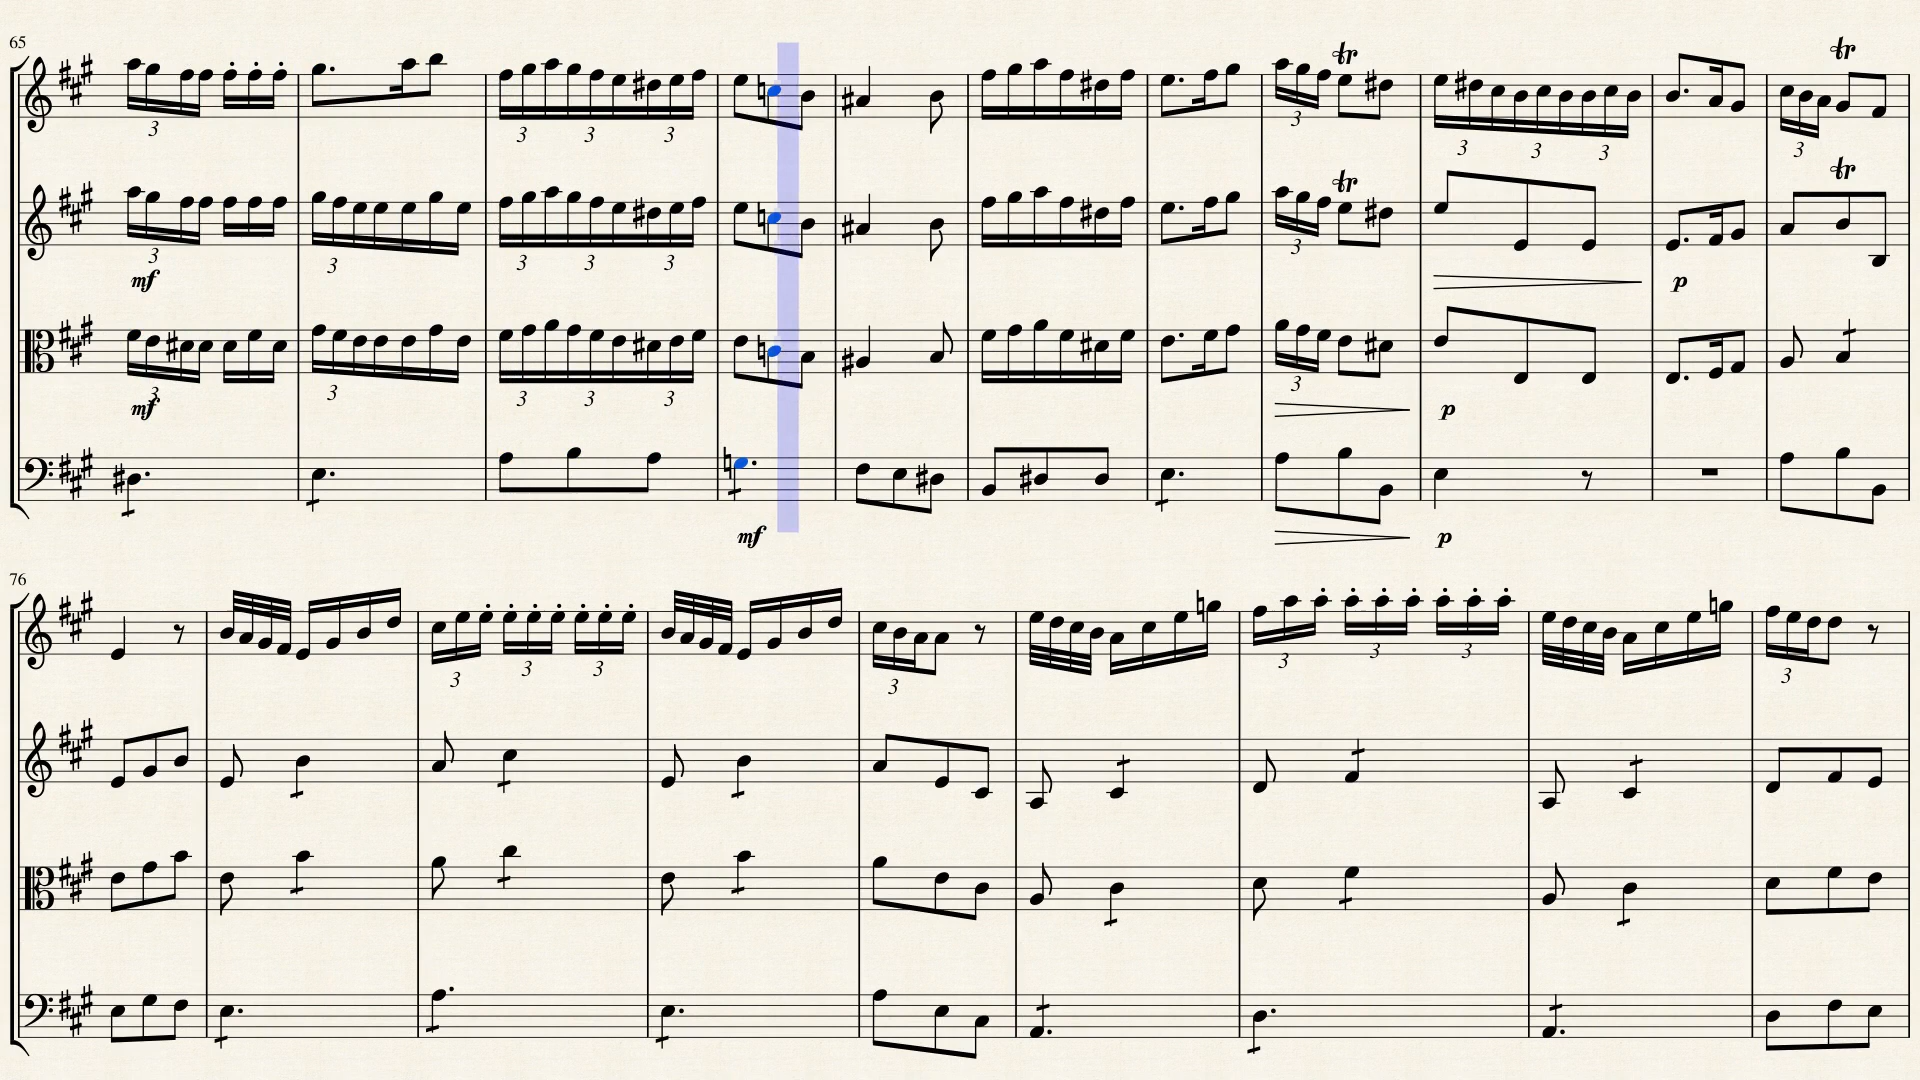 65
tr tr
3 3 3 3 3 3 3 3 3
tr tr
3 3 3 3 3 3
mf p
3 3 3 3 3 3
mf p
mf p
76
3 3 3 3 3 3 3 3